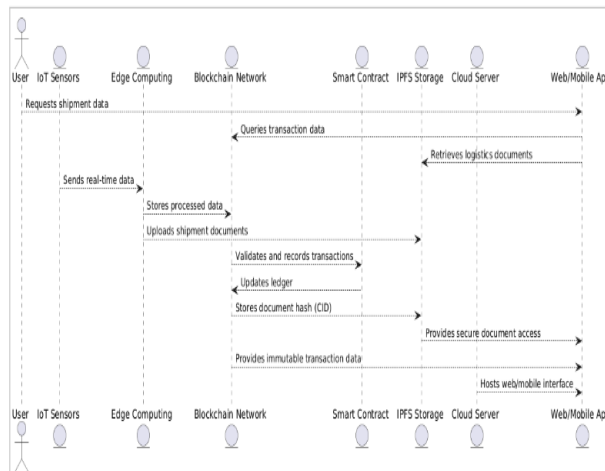 User IoT Sensors Edge Computing Blockchain Network Smart Contract IPFS Storage Cloud Server Web/Mobile Ap
Requests shipment data
Queries transaction data
Retrieves logistics documents
Sends real-time data
Stores processed data
Uploads shipment documents
Validates and records transactions
Updates ledger
Stores document hash (CID)
Provides secure document access
Provides immutable transaction data
Hosts web/mobile interface
User IoT Sensors Edge Computing Blockchain Network Smart Contract IPFS Storage Cloud Server Web/Mobile Ap